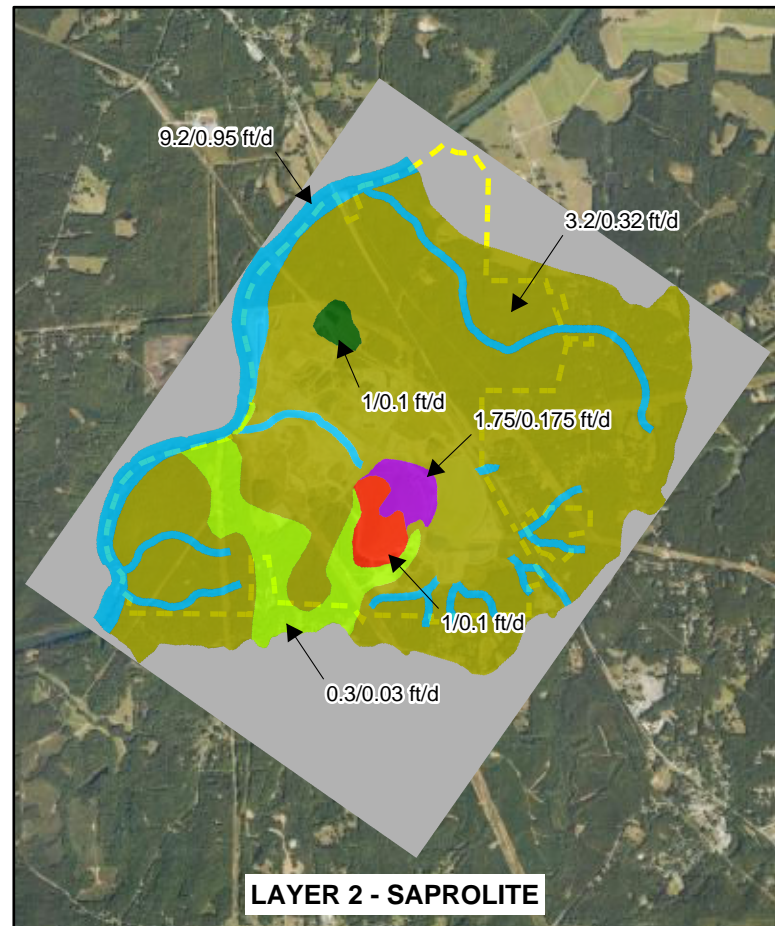 9.2/0.95 ft/d
3.2/0.32 ft/d
1/0.1 ft/d
1.75/0.175 ft/d
1/0.1 ft/d
0.3/0.03 ft/d
LAYER 2 - SAPROLITE